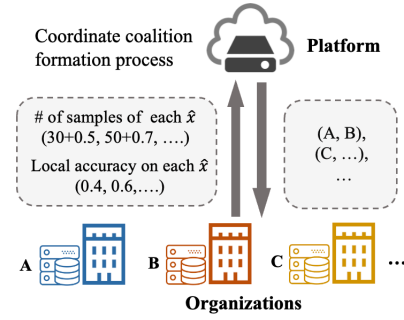 Coordinate coalition
formation process
Platform
# of samples of each x̂
(30+0.5, 50+0.7, ….)
Local accuracy on each x̂
(0.4, 0.6,….)
(A, B),
(C, …),
…
A
B
C
…
Organizations